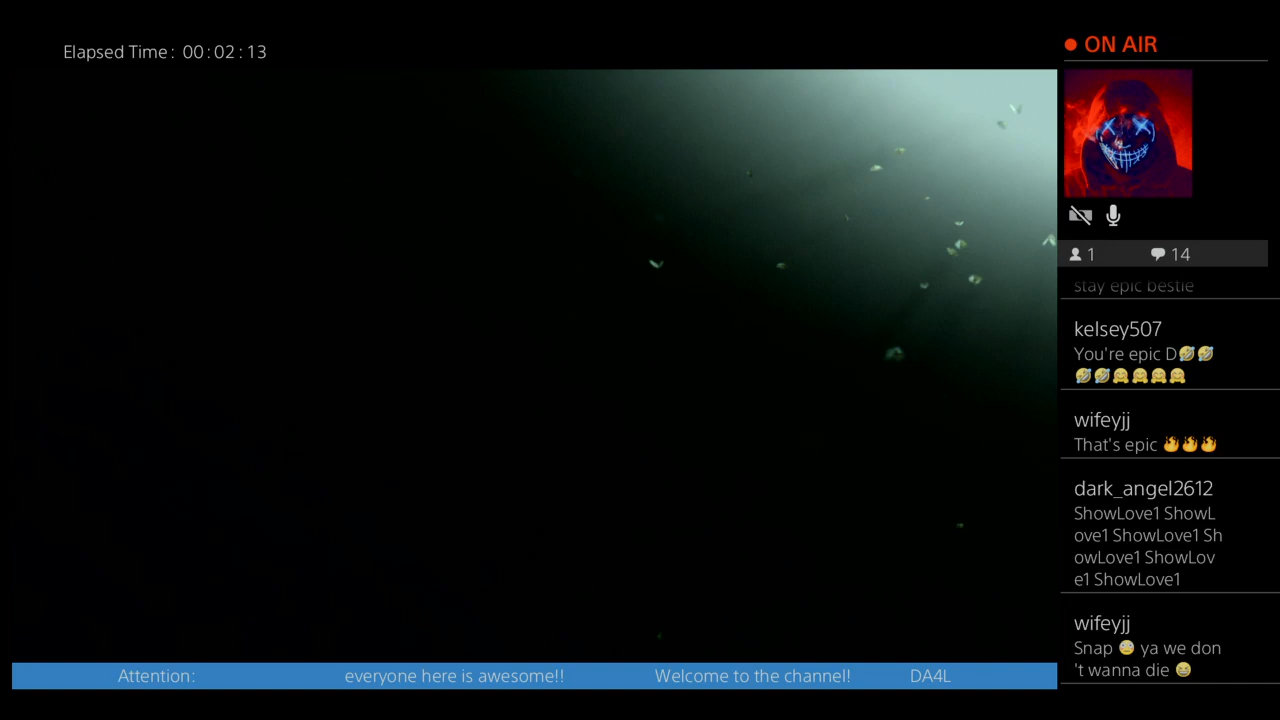 Elapsed Time: 00:02:13
ON AIR
1 14
stay epic bestie
kelsey507
You're epic D🤣🤣
🤣🤣🤗🤗🤗🤗
wifeyjj
That's epic 🔥🔥🔥
dark_angel2612
ShowLove1 ShowL
ove1 ShowLove1 Sh
owLove1 ShowLov
e1 ShowLove1
wifeyjj
Snap 😳 ya we don
't wanna die 😆
Attention: everyone here is awesome!! Welcome to the channel! DA4L